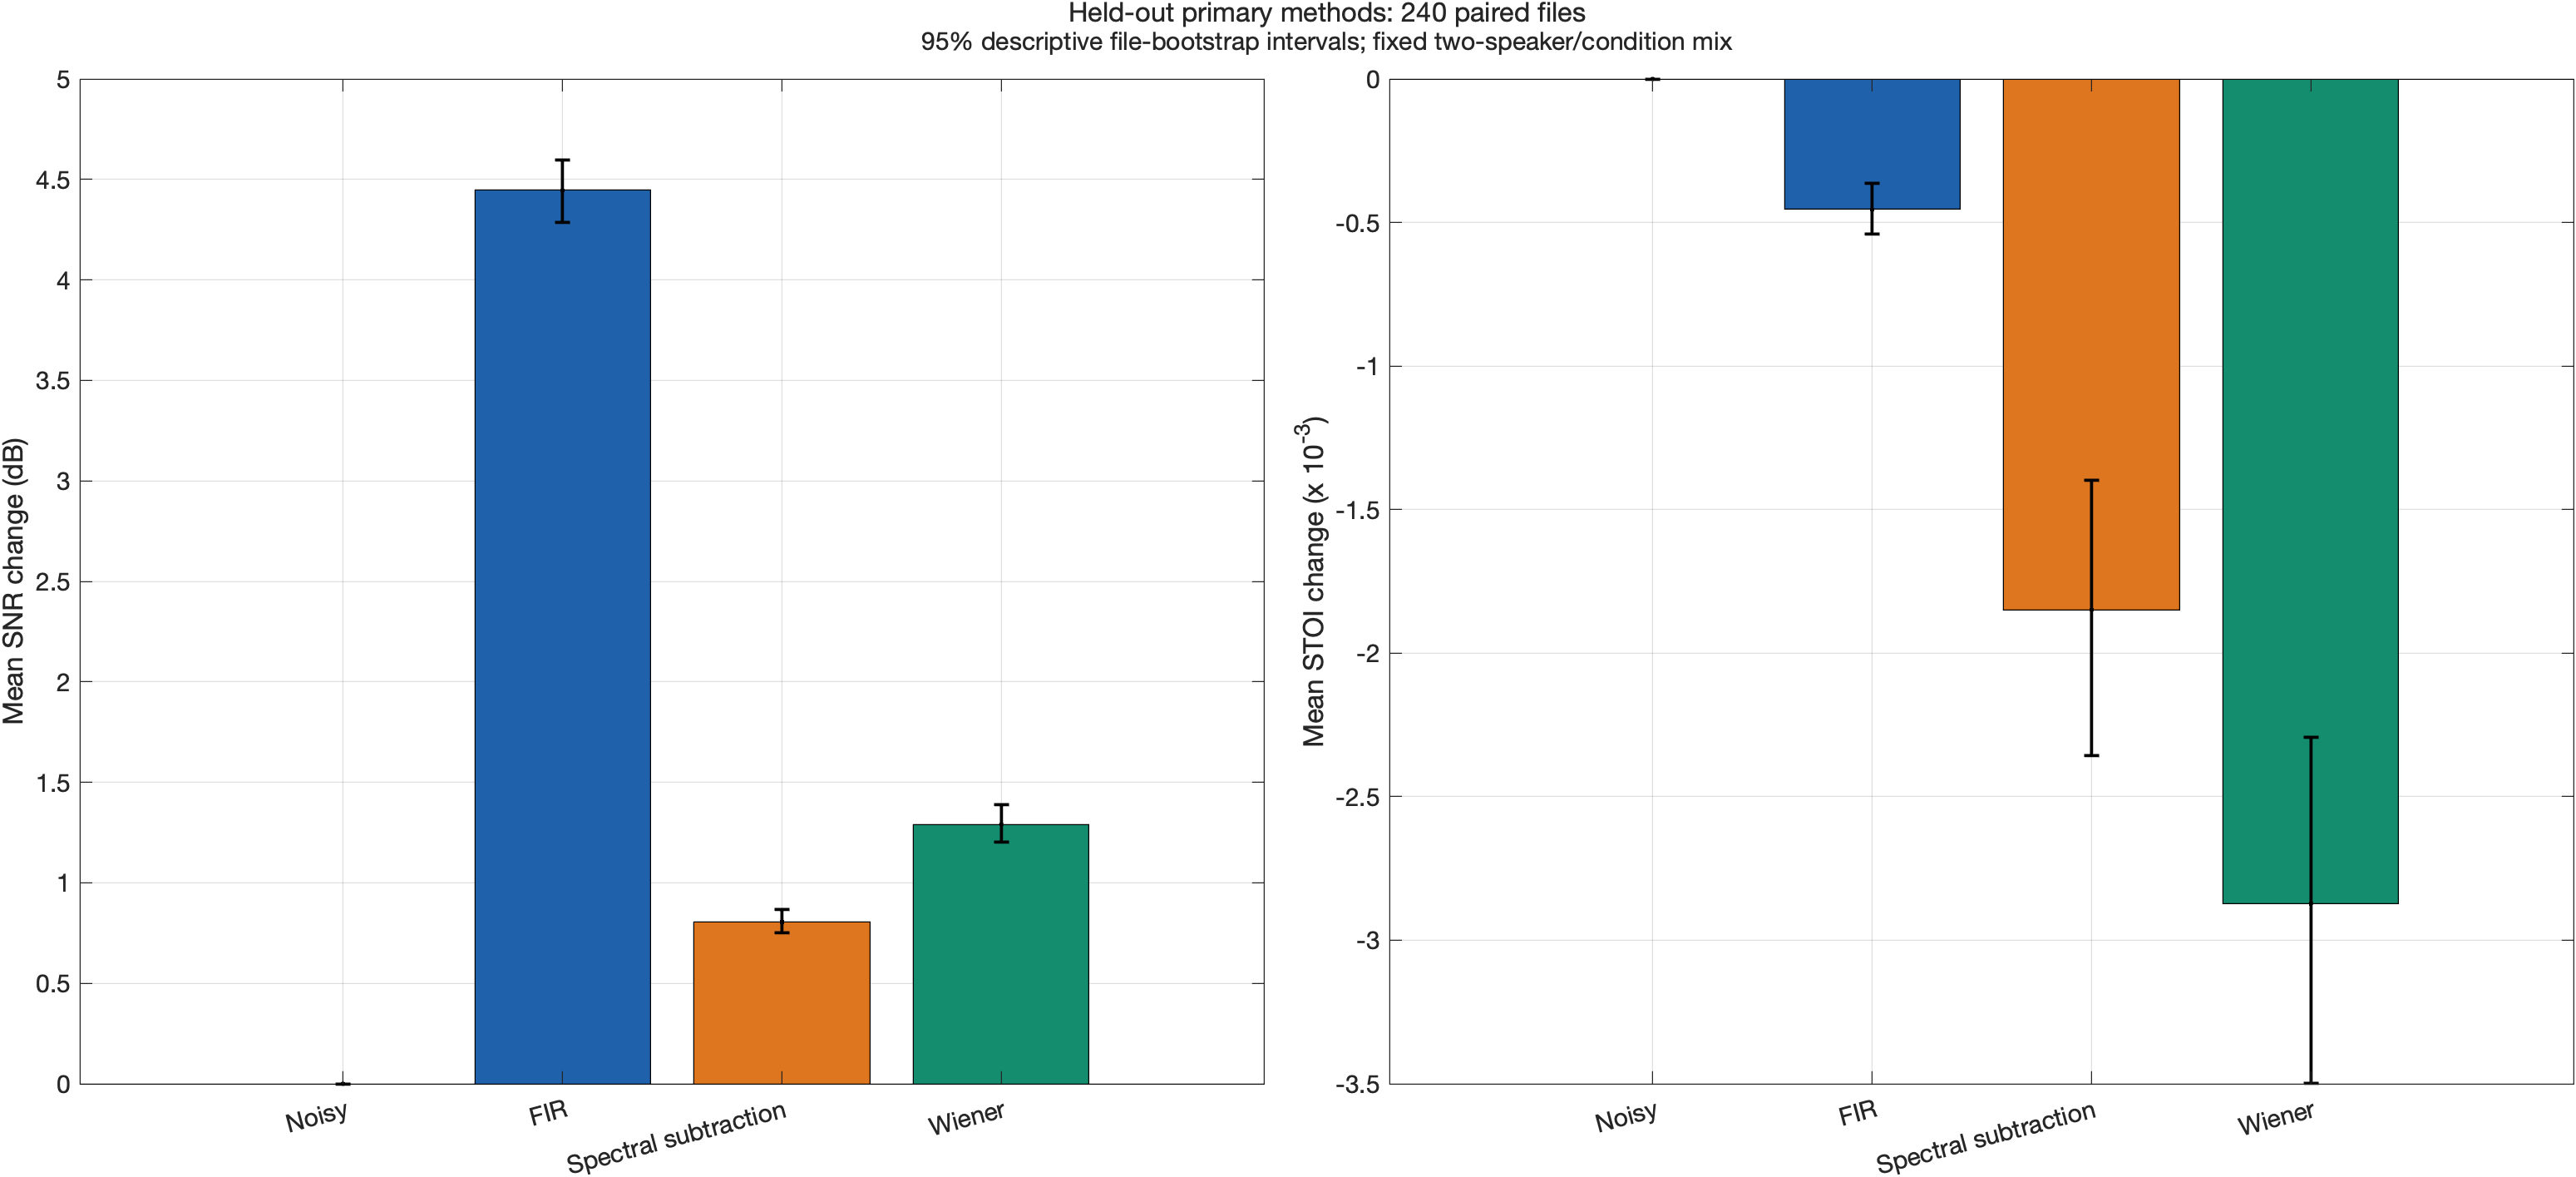 Held-out primary methods: 240 paired files
95% descriptive file-bootstrap intervals; fixed two-speaker/condition mix
Mean SNR change (dB)
5
4.5
4
3.5
3
2.5
2
1.5
1
0.5
0
Noisy
FIR
Spectral subtraction
Wiener
Mean STOI change (x 10-3)
0
-0.5
-1
-1.5
-2
-2.5
-3
-3.5
Noisy
FIR
Spectral subtraction
Wiener